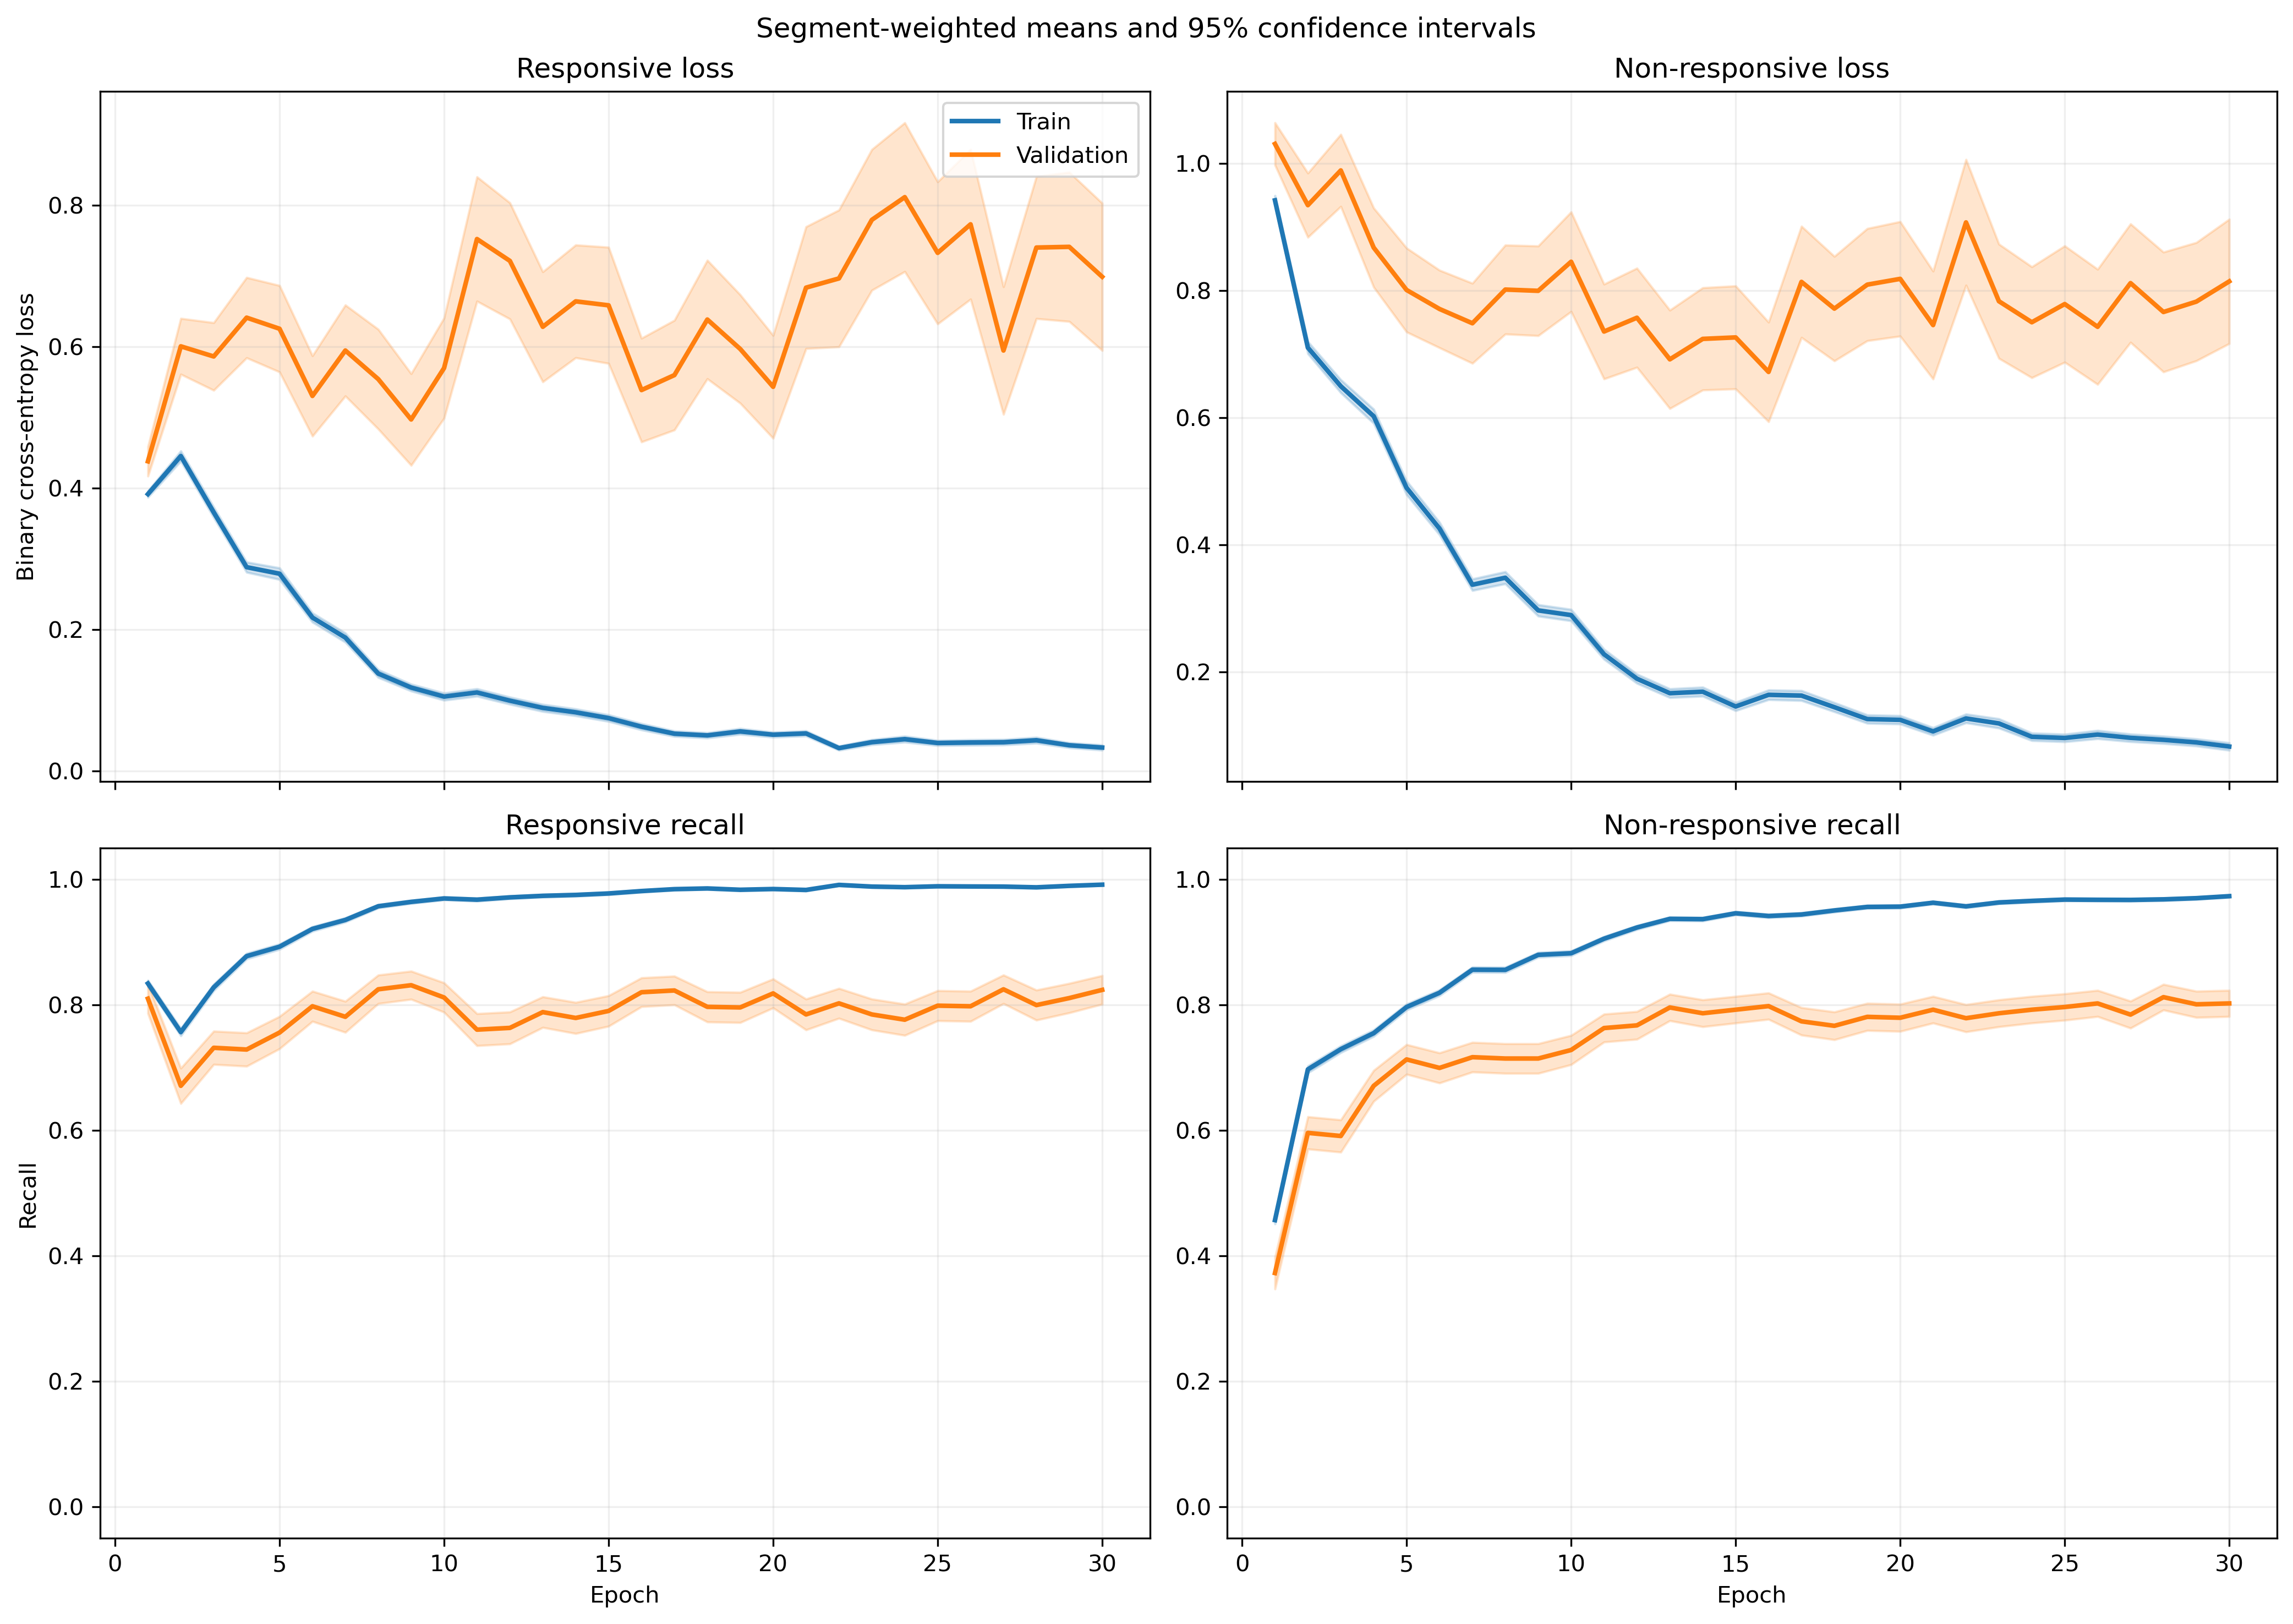 Segment-weighted means and 95% confidence intervals
Responsive loss
Non-responsive loss
Train
Validation
Binary cross-entropy loss
0.8
0.6
0.4
0.2
0.0
1.0
0.8
0.6
0.4
0.2
Responsive recall
Non-responsive recall
Recall
1.0
0.8
0.6
0.4
0.2
0.0
0 5 10 15 20 25 30
Epoch
1.0
0.8
0.6
0.4
0.2
0.0
0 5 10 15 20 25 30
Epoch